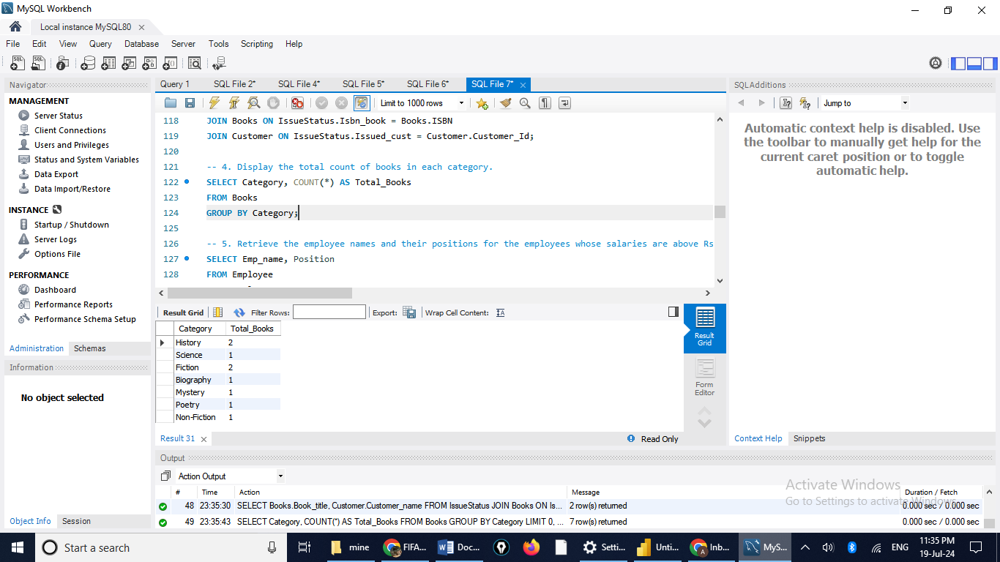 MySQL Workbench
Local instance MySQL80
File Edit View Query Database Server Tools Scripting Help
Navigator
MANAGEMENT
Server Status
Client Connections
Users and Privileges
Status and System Variables
Data Export
Data Import/Restore
INSTANCE
Startup / Shutdown
Server Logs
Options File
PERFORMANCE
Dashboard
Performance Reports
Performance Schema Setup
Administration Schemas
Information
No object selected
Object Info Session
Query 1 SQL File 2* SQL File 4* SQL File 5* SQL File 6* SQL File 7*
Limit to 1000 rows
118 JOIN Books ON IssueStatus.Isbn_book = Books.ISBN
119 JOIN Customer ON IssueStatus.Issued_cust = Customer.Customer_Id;
120
121 -- 4. Display the total count of books in each category.
122 SELECT Category, COUNT(*) AS Total_Books
123 FROM Books
124 GROUP BY Category;
125
126 -- 5. Retrieve the employee names and their positions for the employees whose salaries are above Rs
127 SELECT Emp_name, Position
128 FROM Employee
Result Grid Filter Rows: Export: Wrap Cell Content:
Category Total_Books
History 2
Science 1
Fiction 2
Biography 1
Mystery 1
Poetry 1
Non-Fiction 1
Result Grid
Form Editor
Result 31 Read Only
SQLAdditions
Jump to
Automatic context help is disabled. Use
the toolbar to manually get help for the
current caret position or to toggle
automatic help.
Context Help Snippets
Output
Action Output
# Time Action Message Duration / Fetch
48 23:35:30 SELECT Books.Book_title, Customer.Customer_name FROM IssueStatus JOIN Books ON Is... 2 row(s) returned 0.000 sec / 0.000 sec
49 23:35:43 SELECT Category, COUNT(*) AS Total_Books FROM Books GROUP BY Category LIMIT 0, ... 7 row(s) returned 0.000 sec / 0.000 sec
Activate Windows
Go to Settings to activate Windows.
Start a search
mine FIFA... Doc... Setti... Unti... Inb... MyS...
ENG
11:35 PM
19-Jul-24